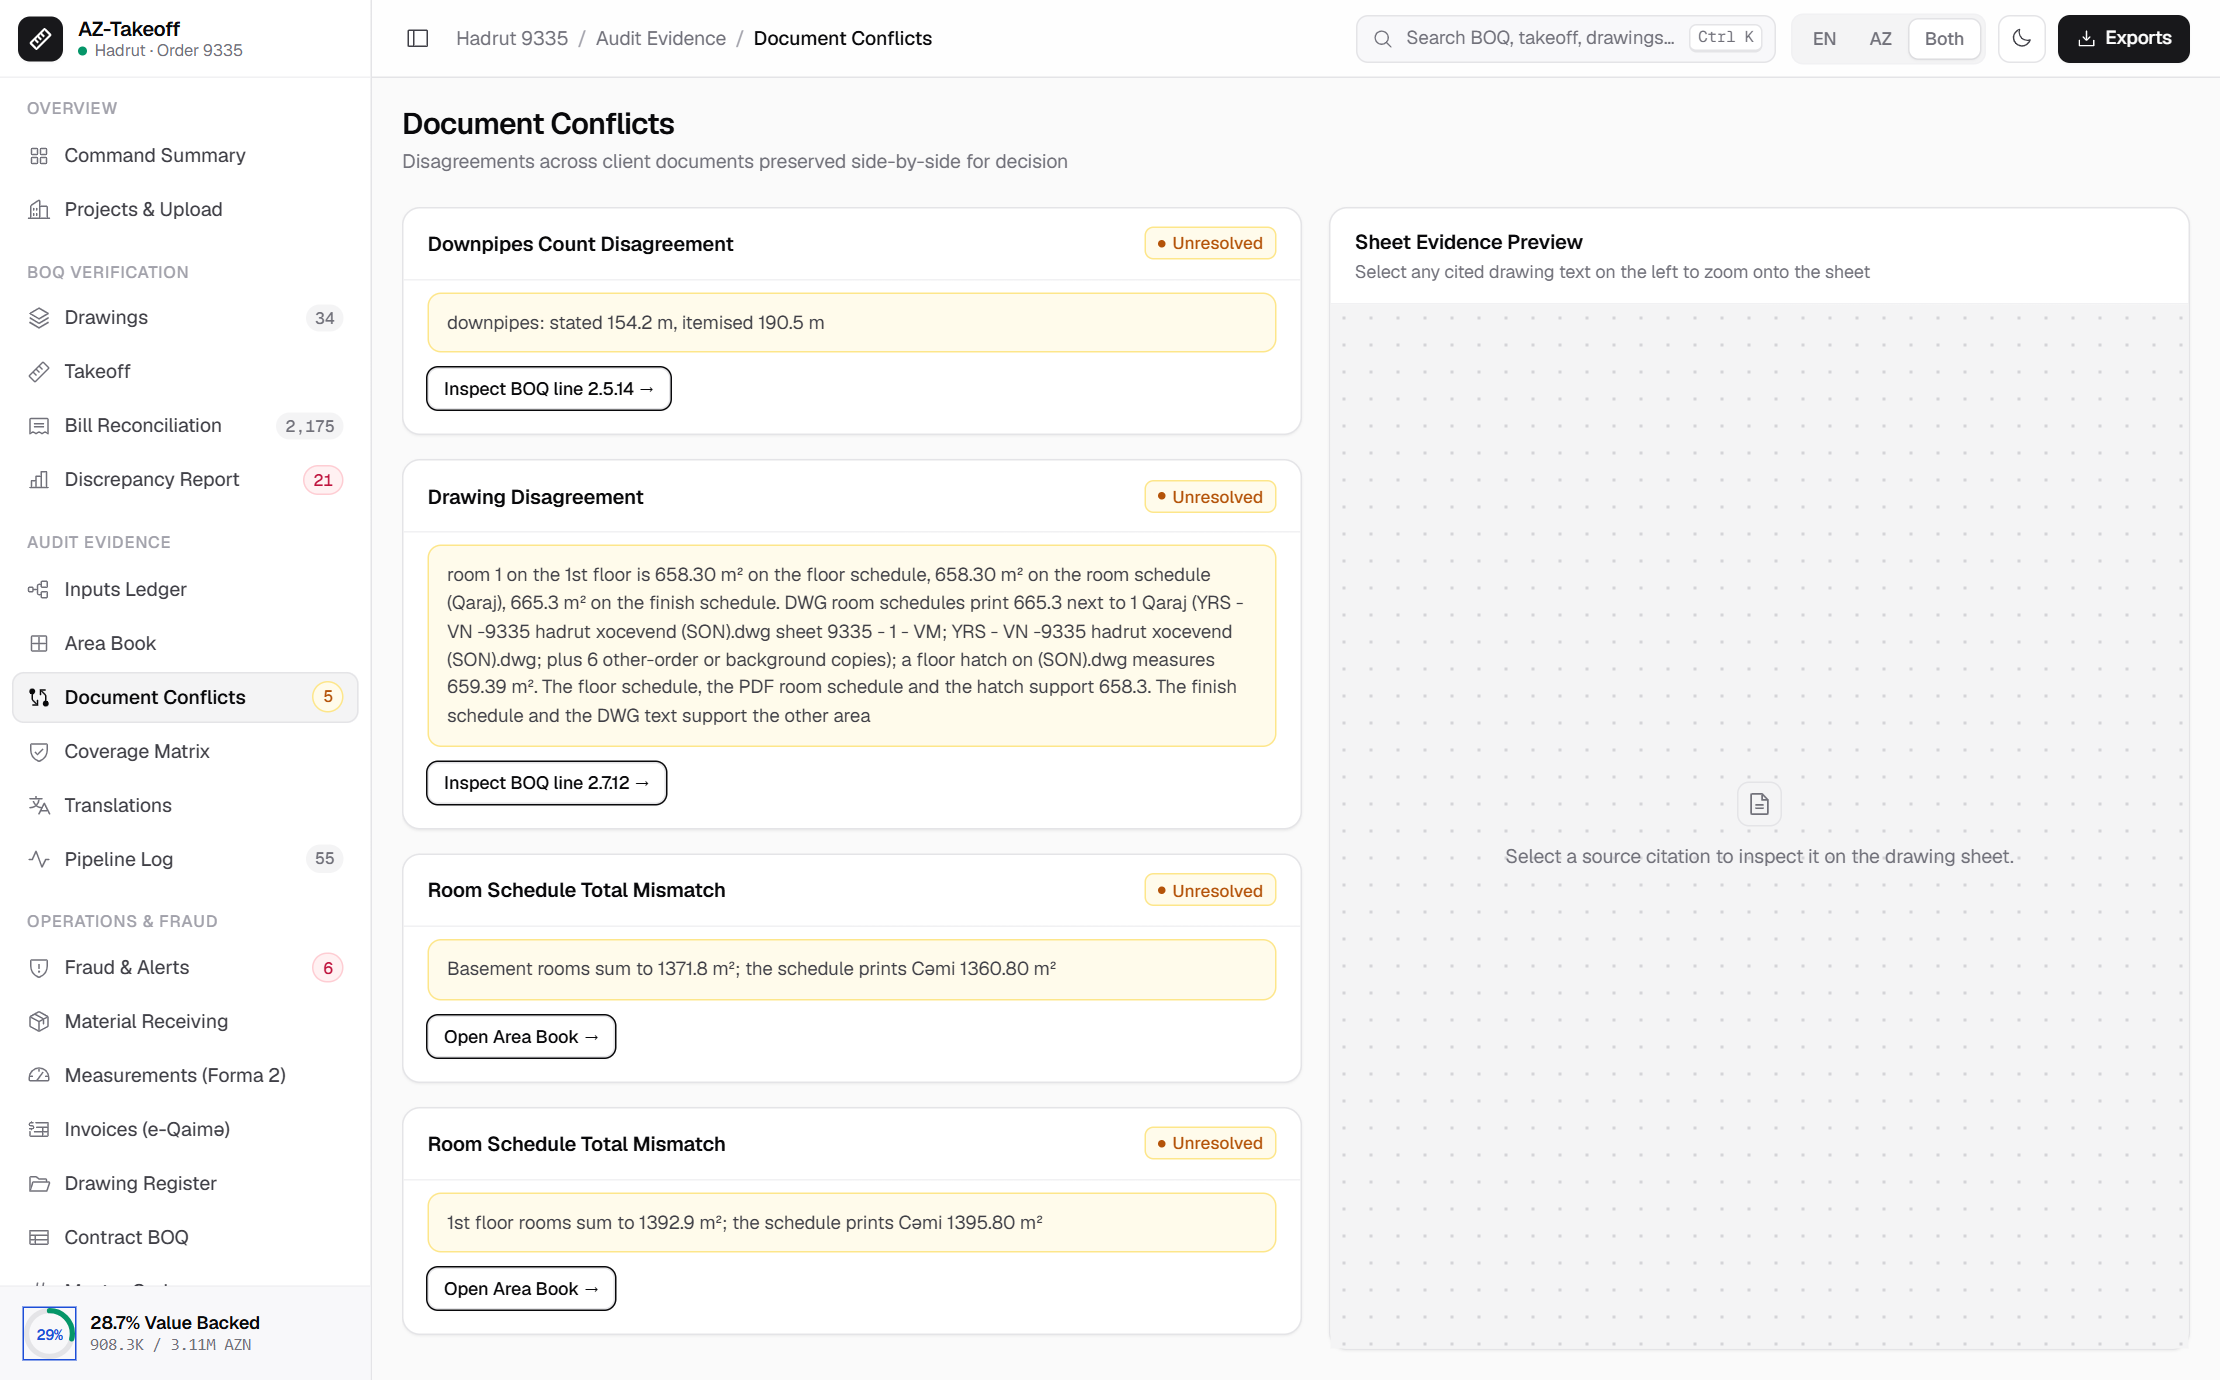 AZ-Takeoff
Hadrut · Order 9335
OVERVIEW
Command Summary
Projects & Upload
BOQ VERIFICATION
Drawings 34
Takeoff
Bill Reconciliation 2,175
Discrepancy Report 21
AUDIT EVIDENCE
Inputs Ledger
Area Book
Document Conflicts 5
Coverage Matrix
Translations
Pipeline Log 55
OPERATIONS & FRAUD
Fraud & Alerts 6
Material Receiving
Measurements (Forma 2)
Invoices (e-Qaimə)
Drawing Register
Contract BOQ
29%
28.7% Value Backed
908.3K / 3.11M AZN
Hadrut 9335 / Audit Evidence / Document Conflicts
Search BOQ, takeoff, drawings... Ctrl K
EN AZ Both
Exports
Document Conflicts
Disagreements across client documents preserved side-by-side for decision
Downpipes Count Disagreement
Unresolved
downpipes: stated 154.2 m, itemised 190.5 m
Inspect BOQ line 2.5.14 →
Drawing Disagreement
Unresolved
room 1 on the 1st floor is 658.30 m² on the floor schedule, 658.30 m² on the room schedule
(Qaraj), 665.3 m² on the finish schedule. DWG room schedules print 665.3 next to 1 Qaraj (YRS -
VN -9335 hadrut xocevend (SON).dwg sheet 9335 - 1 - VM; YRS - VN -9335 hadrut xocevend
(SON).dwg; plus 6 other-order or background copies); a floor hatch on (SON).dwg measures
659.39 m². The floor schedule, the PDF room schedule and the hatch support 658.3. The finish
schedule and the DWG text support the other area
Inspect BOQ line 2.7.12 →
Room Schedule Total Mismatch
Unresolved
Basement rooms sum to 1371.8 m²; the schedule prints Cəmi 1360.80 m²
Open Area Book →
Room Schedule Total Mismatch
Unresolved
1st floor rooms sum to 1392.9 m²; the schedule prints Cəmi 1395.80 m²
Open Area Book →
Sheet Evidence Preview
Select any cited drawing text on the left to zoom onto the sheet
Select a source citation to inspect it on the drawing sheet.